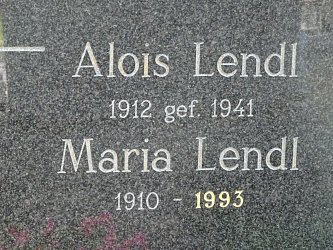 Alois Lendl
1912 gef. 1941
Maria Lendl
1910 - 1993